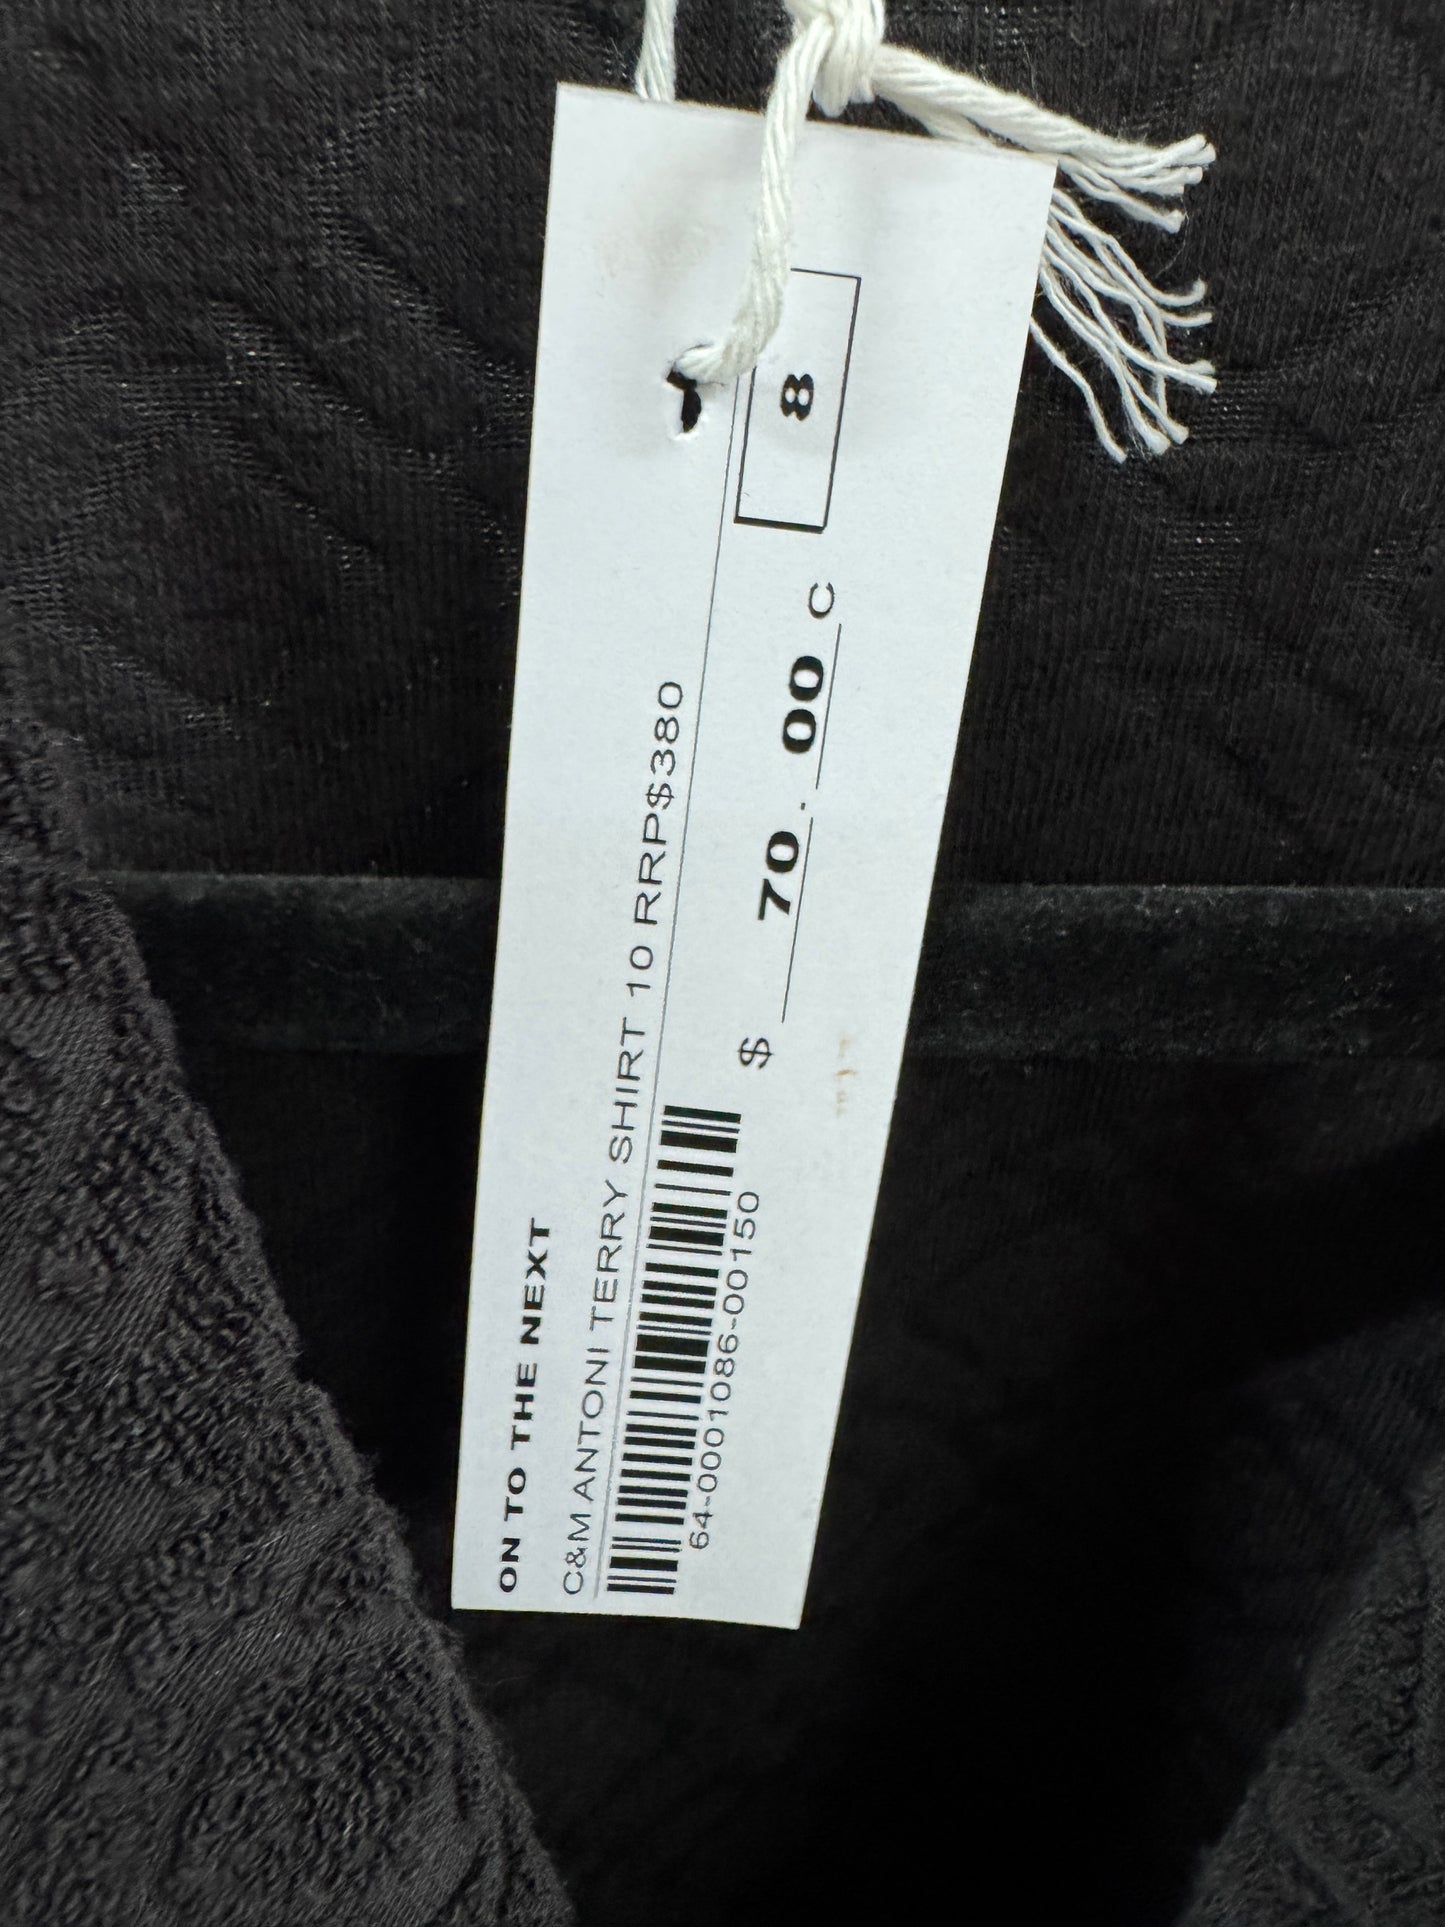 ON TO THE NEXT
C&M ANTONI TERRY SHIRT 10 RRP$380
64-0001086-00150
$ 70.00 C
8